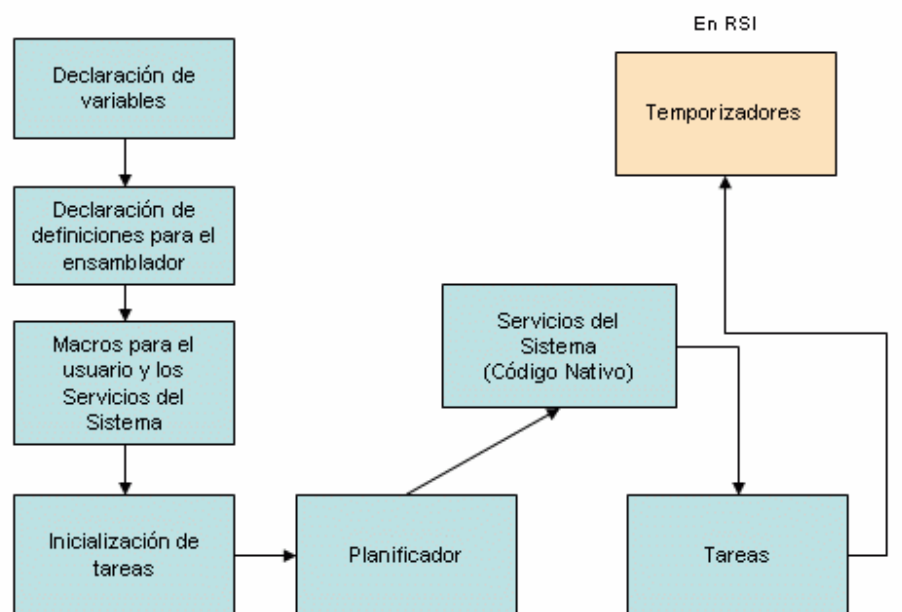 En RSI
Declaración de
variables
Temporizadores
Declaración de
definiciones para el
ensamblador
Macros para el
usuario y los
Servicios del
Sistema
Servicios del
Sistema
(Código Nativo)
Inicialización de
tareas
Planificador
Tareas